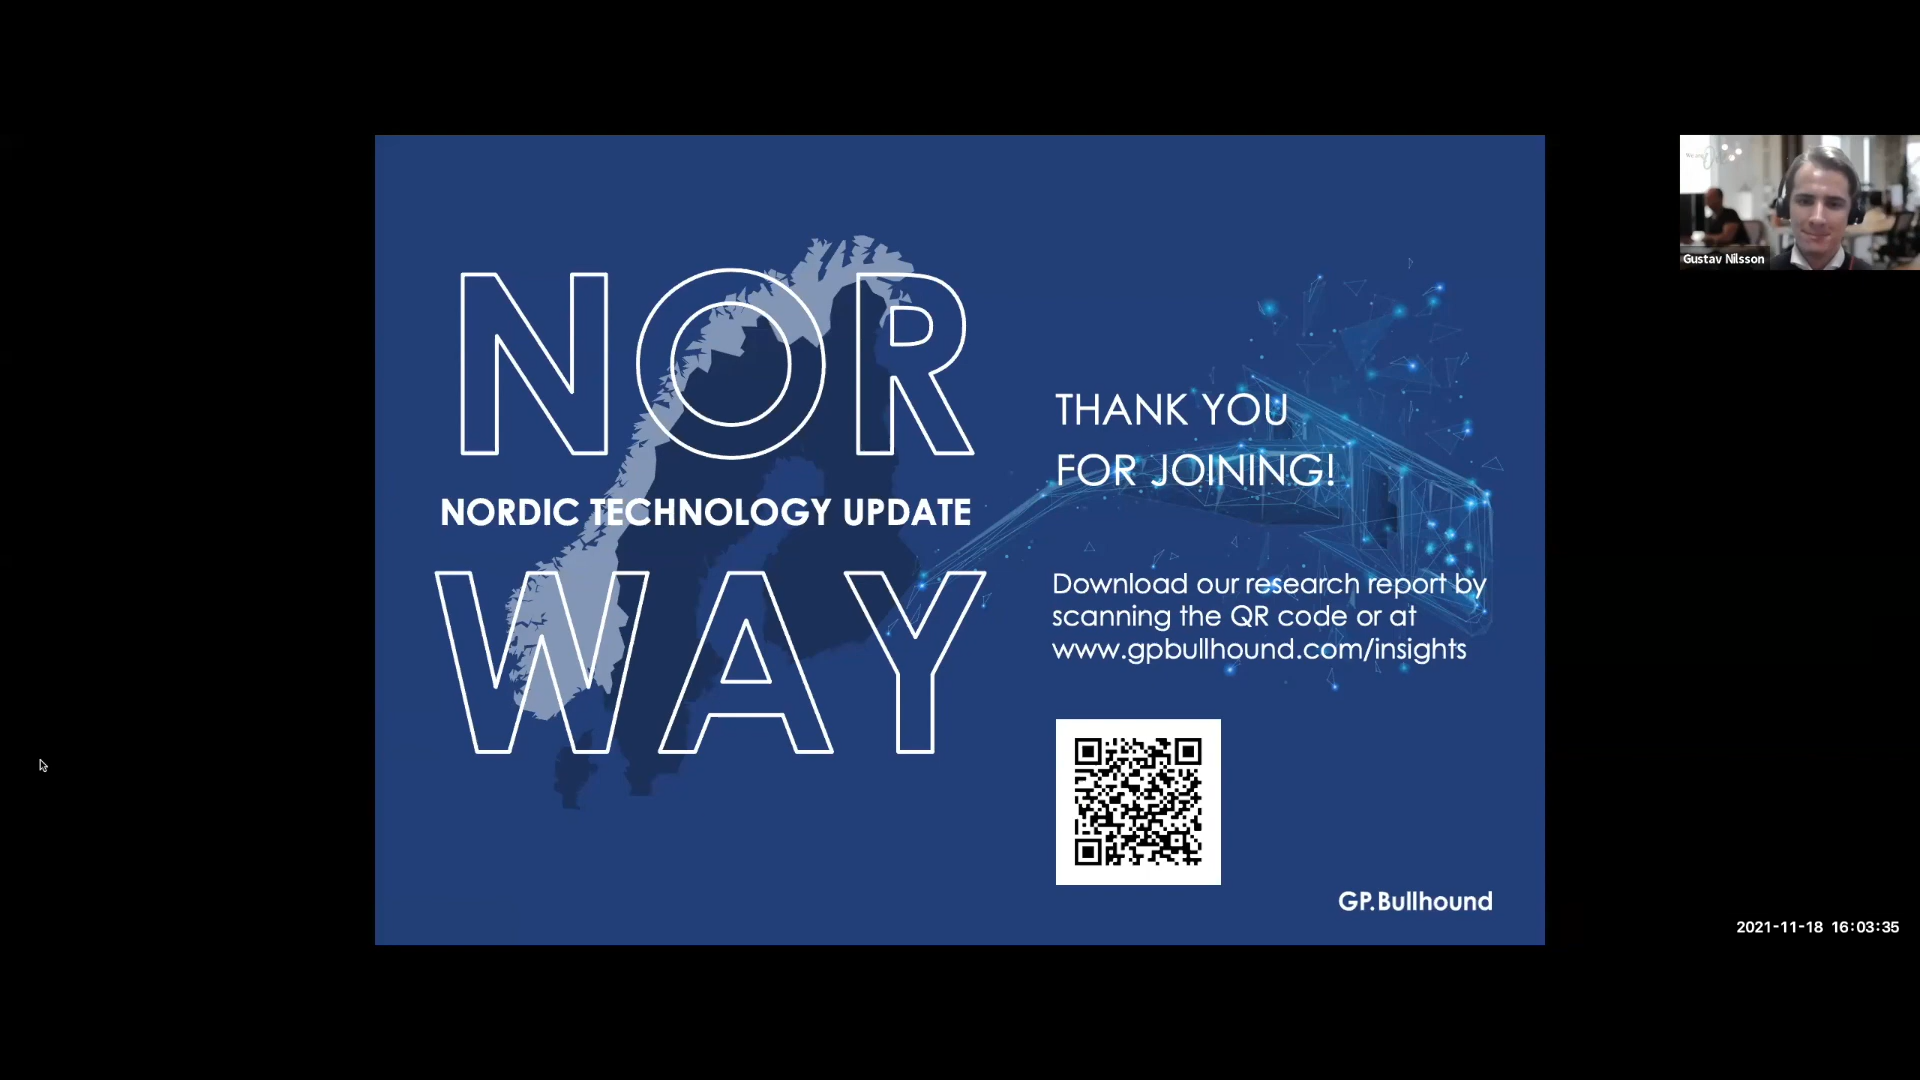 NOR
NORDIC TECHNOLOGY UPDATE
WAY
THANK YOU
FOR JOINING!
Download our research report by
scanning the QR code or at
www.gpbullhound.com/insights
GP.Bullhound
Gustav Nilsson
2021-11-18 16:03:35